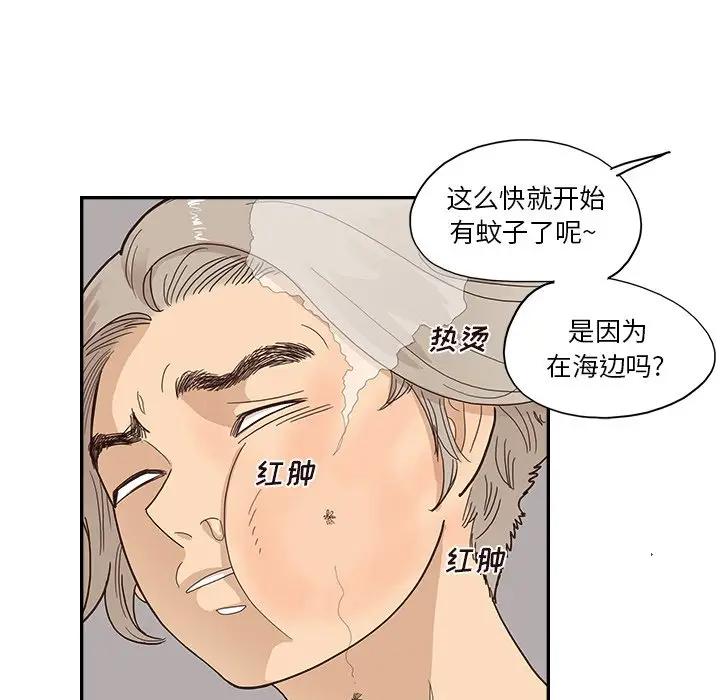 这么快就开始
有蚊子了呢~
热烫
是因为
在海边吗?
红肿
红肿